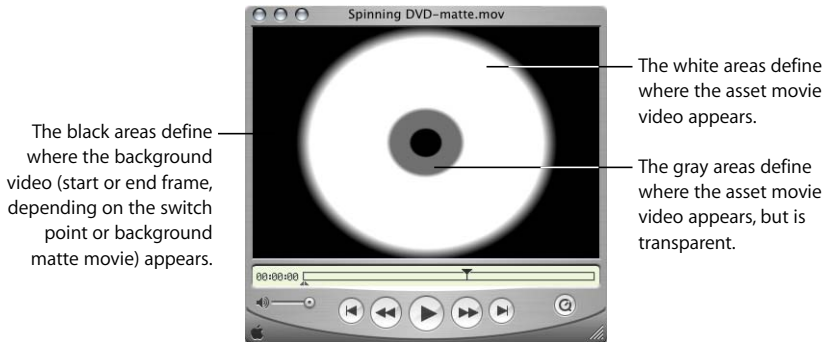 Spinning DVD-matte.mov
The black areas define
where the background
video (start or end frame,
depending on the switch
point or background
matte movie) appears.
The white areas define
where the asset movie
video appears.
The gray areas define
where the asset movie
video appears, but is
transparent.
00:00:00